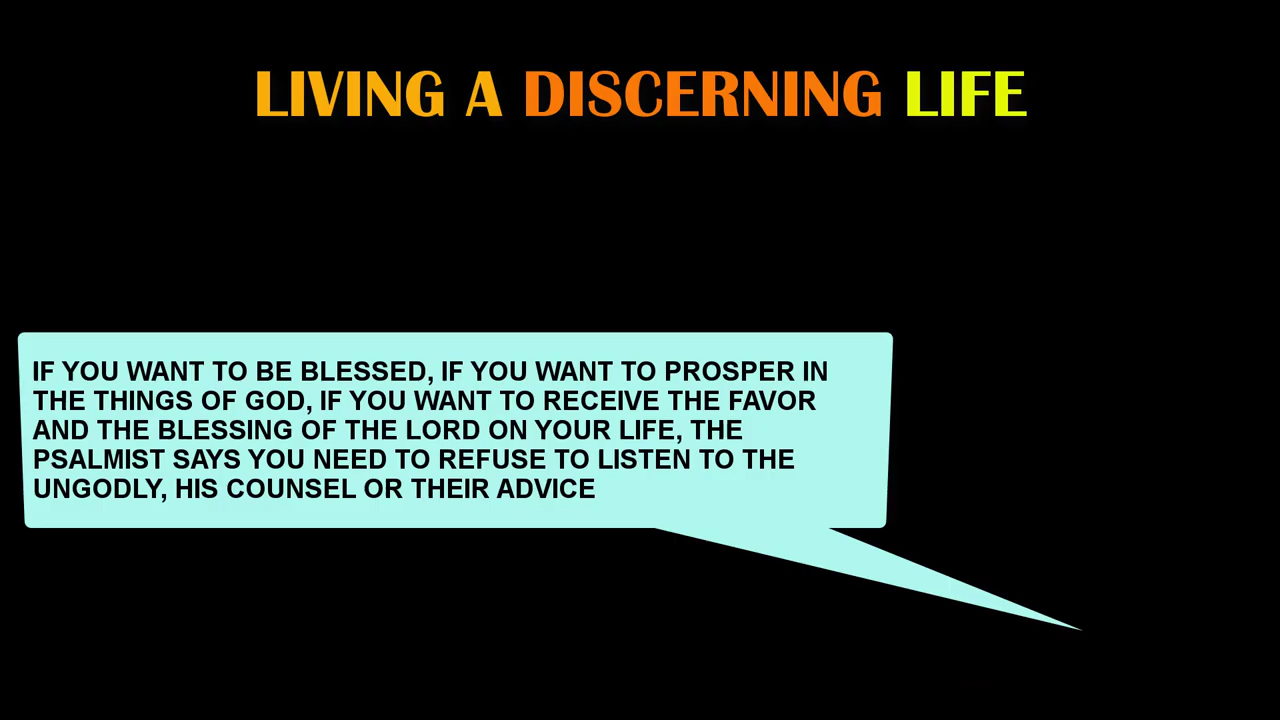 LIVING A DISCERNING LIFE
IF YOU WANT TO BE BLESSED, IF YOU WANT TO PROSPER IN
THE THINGS OF GOD, IF YOU WANT TO RECEIVE THE FAVOR
AND THE BLESSING OF THE LORD ON YOUR LIFE, THE
PSALMIST SAYS YOU NEED TO REFUSE TO LISTEN TO THE
UNGODLY, HIS COUNSEL OR THEIR ADVICE